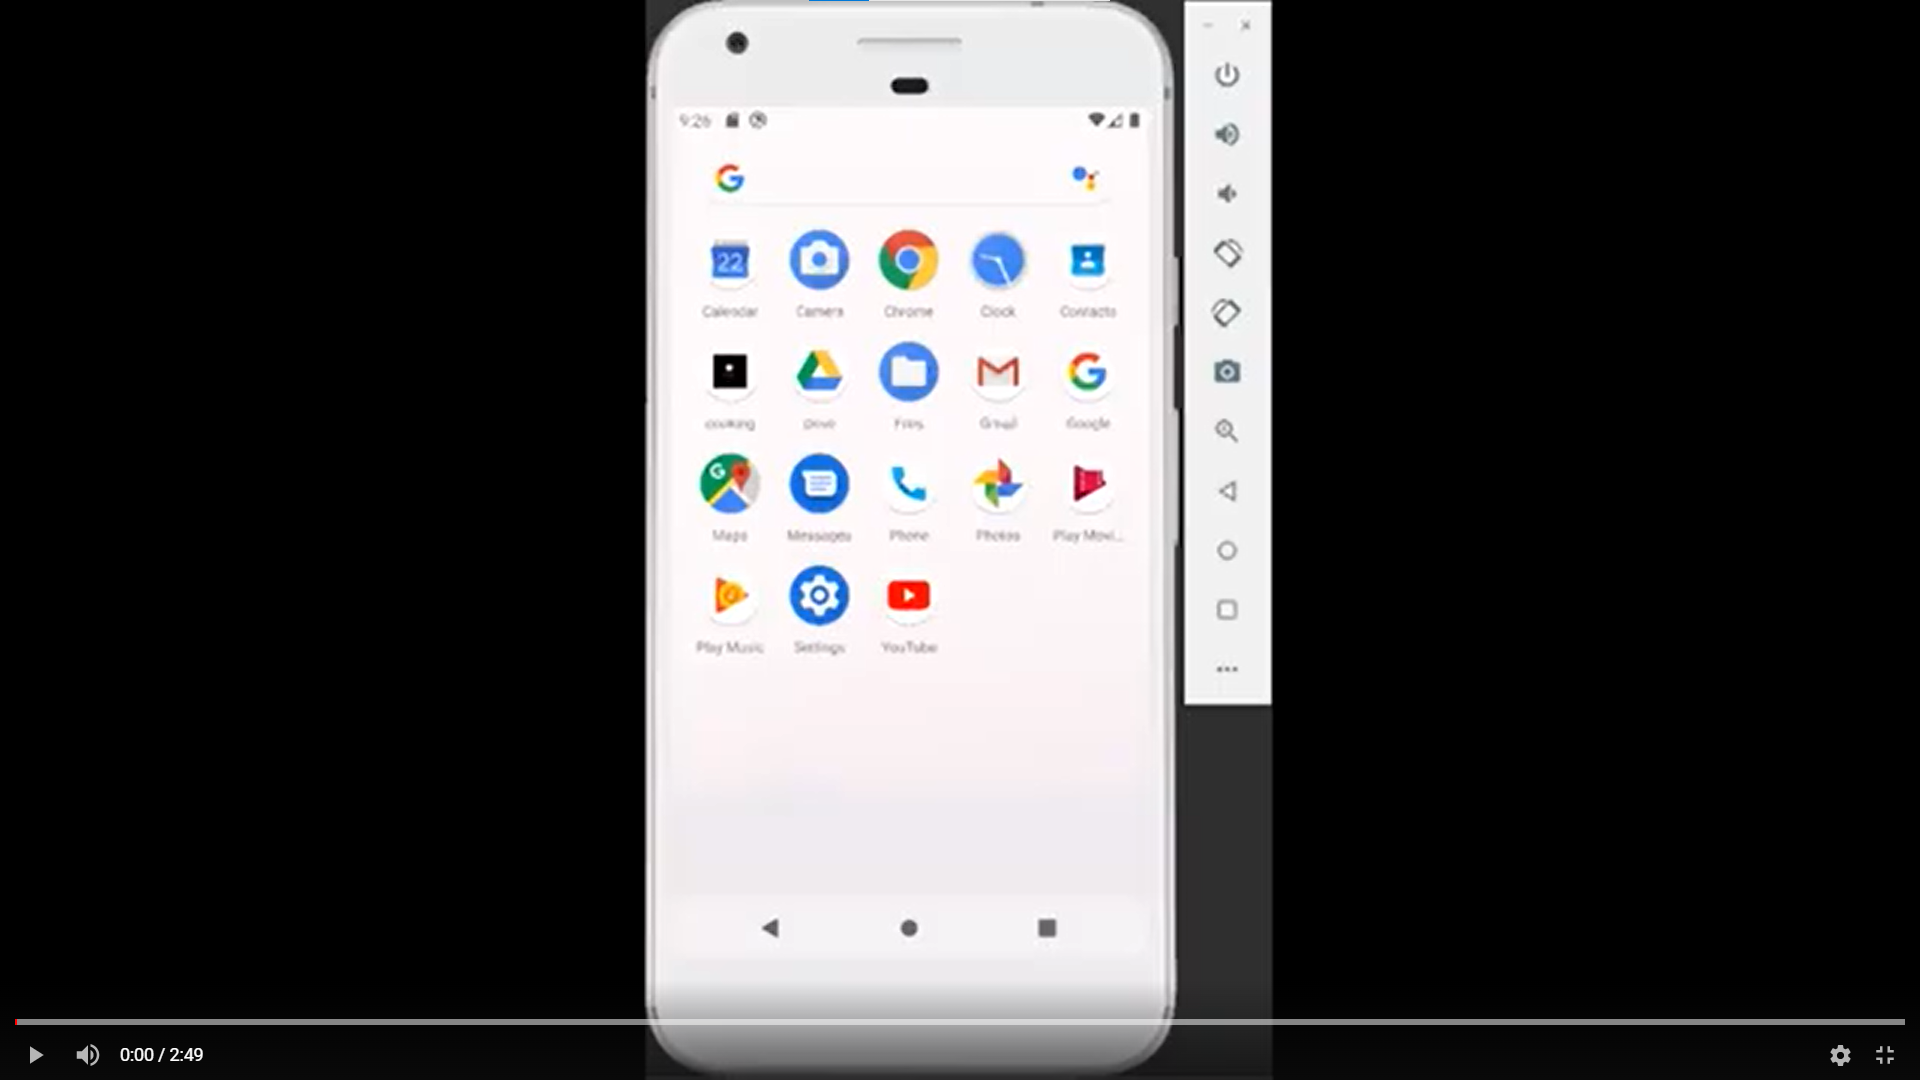 9:26
22
Calendar Camera Chrome Clock Contacts
cooking Drive Files Gmail Google
Maps Messages Phone Photos Play Movi...
Play Music Settings YouTube
0:00 / 2:49